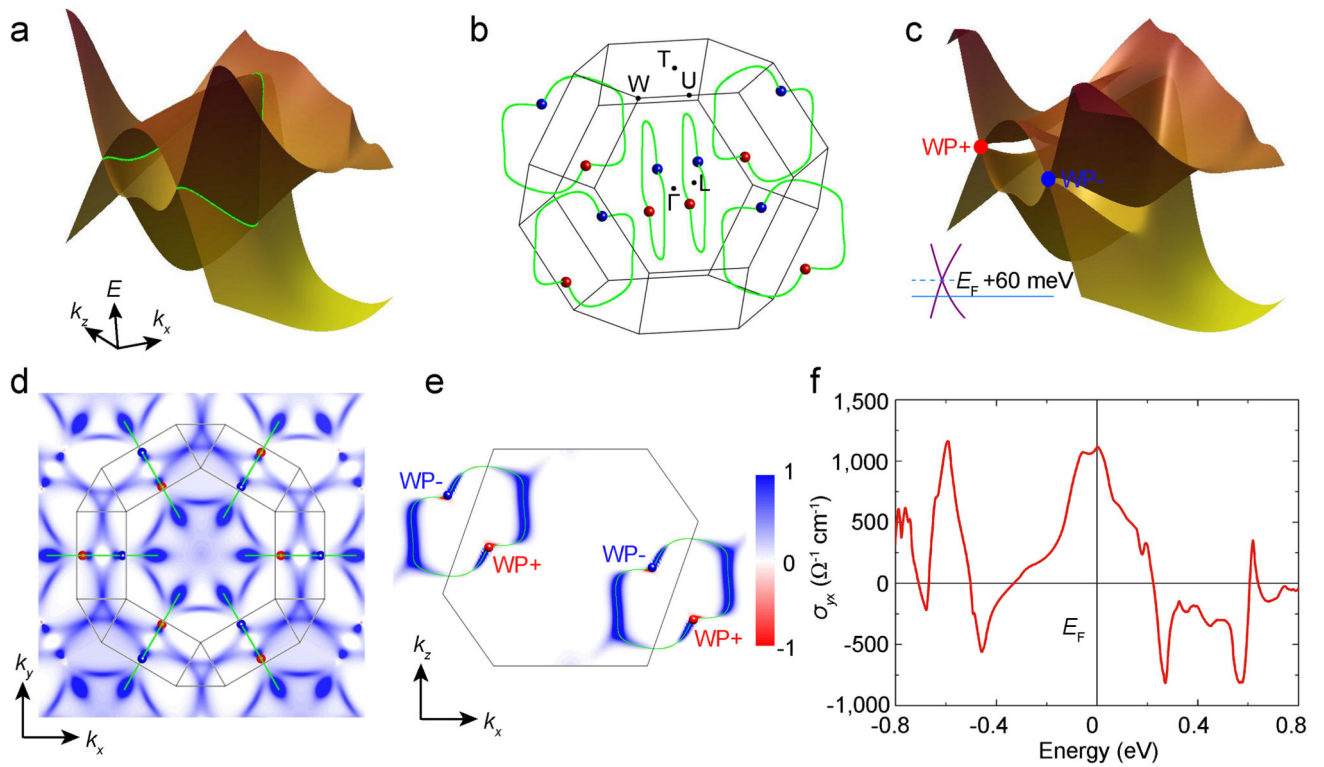 a
b
c
E
k_z
k_x
T
W
U
Γ
L
WP+
WP-
E_F +60 meV
d
e
f
k_y
k_x
WP-
WP+
WP-
WP+
k_z
k_x
1
0
-1
1,500
1,000
500
0
-500
-1,000
σ_yx (Ω⁻¹ cm⁻¹)
E_F
-0.8
-0.4
0
0.4
0.8
Energy (eV)